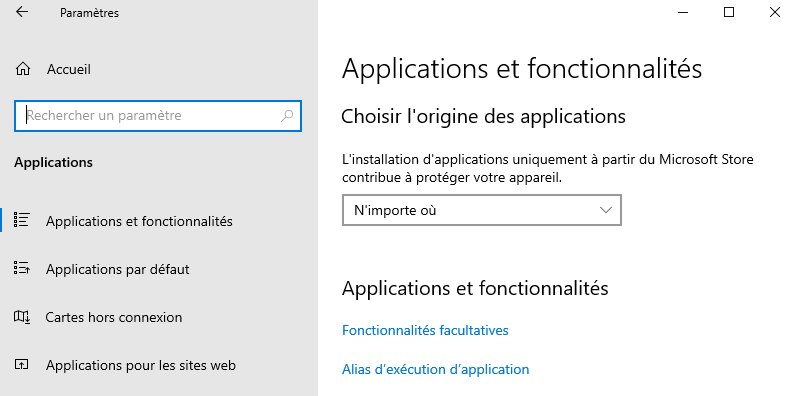 Paramètres
Accueil
Rechercher un paramètre
Applications
Applications et fonctionnalités
Applications par défaut
Cartes hors connexion
Applications pour les sites web
Applications et fonctionnalités
Choisir l'origine des applications
L'installation d'applications uniquement à partir du Microsoft Store
contribue à protéger votre appareil.
N'importe où
Applications et fonctionnalités
Fonctionnalités facultatives
Alias d’exécution d’application